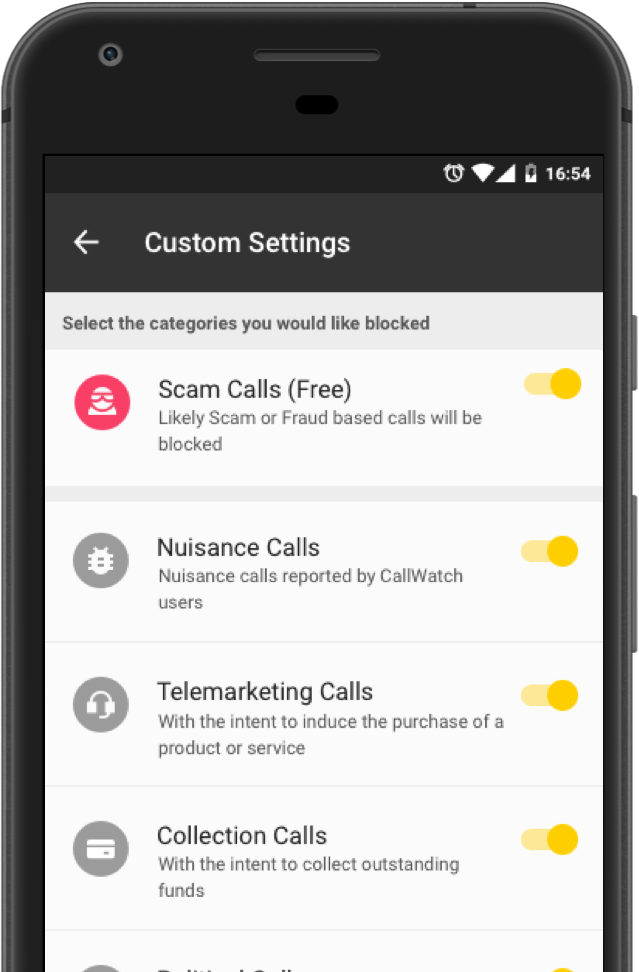 16:54
Custom Settings
Select the categories you would like blocked
Scam Calls (Free)
Likely Scam or Fraud based calls will be
blocked
Nuisance Calls
Nuisance calls reported by CallWatch
users
Telemarketing Calls
With the intent to induce the purchase of a
product or service
Collection Calls
With the intent to collect outstanding
funds